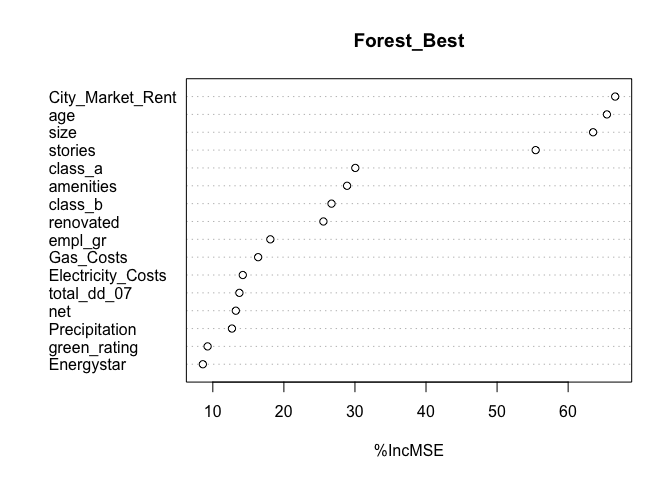 Forest_Best
City_Market_Rent
age
size
stories
class_a
amenities
class_b
renovated
empl_gr
Gas_Costs
Electricity_Costs
total_dd_07
net
Precipitation
green_rating
Energystar
10 20 30 40 50 60
%IncMSE